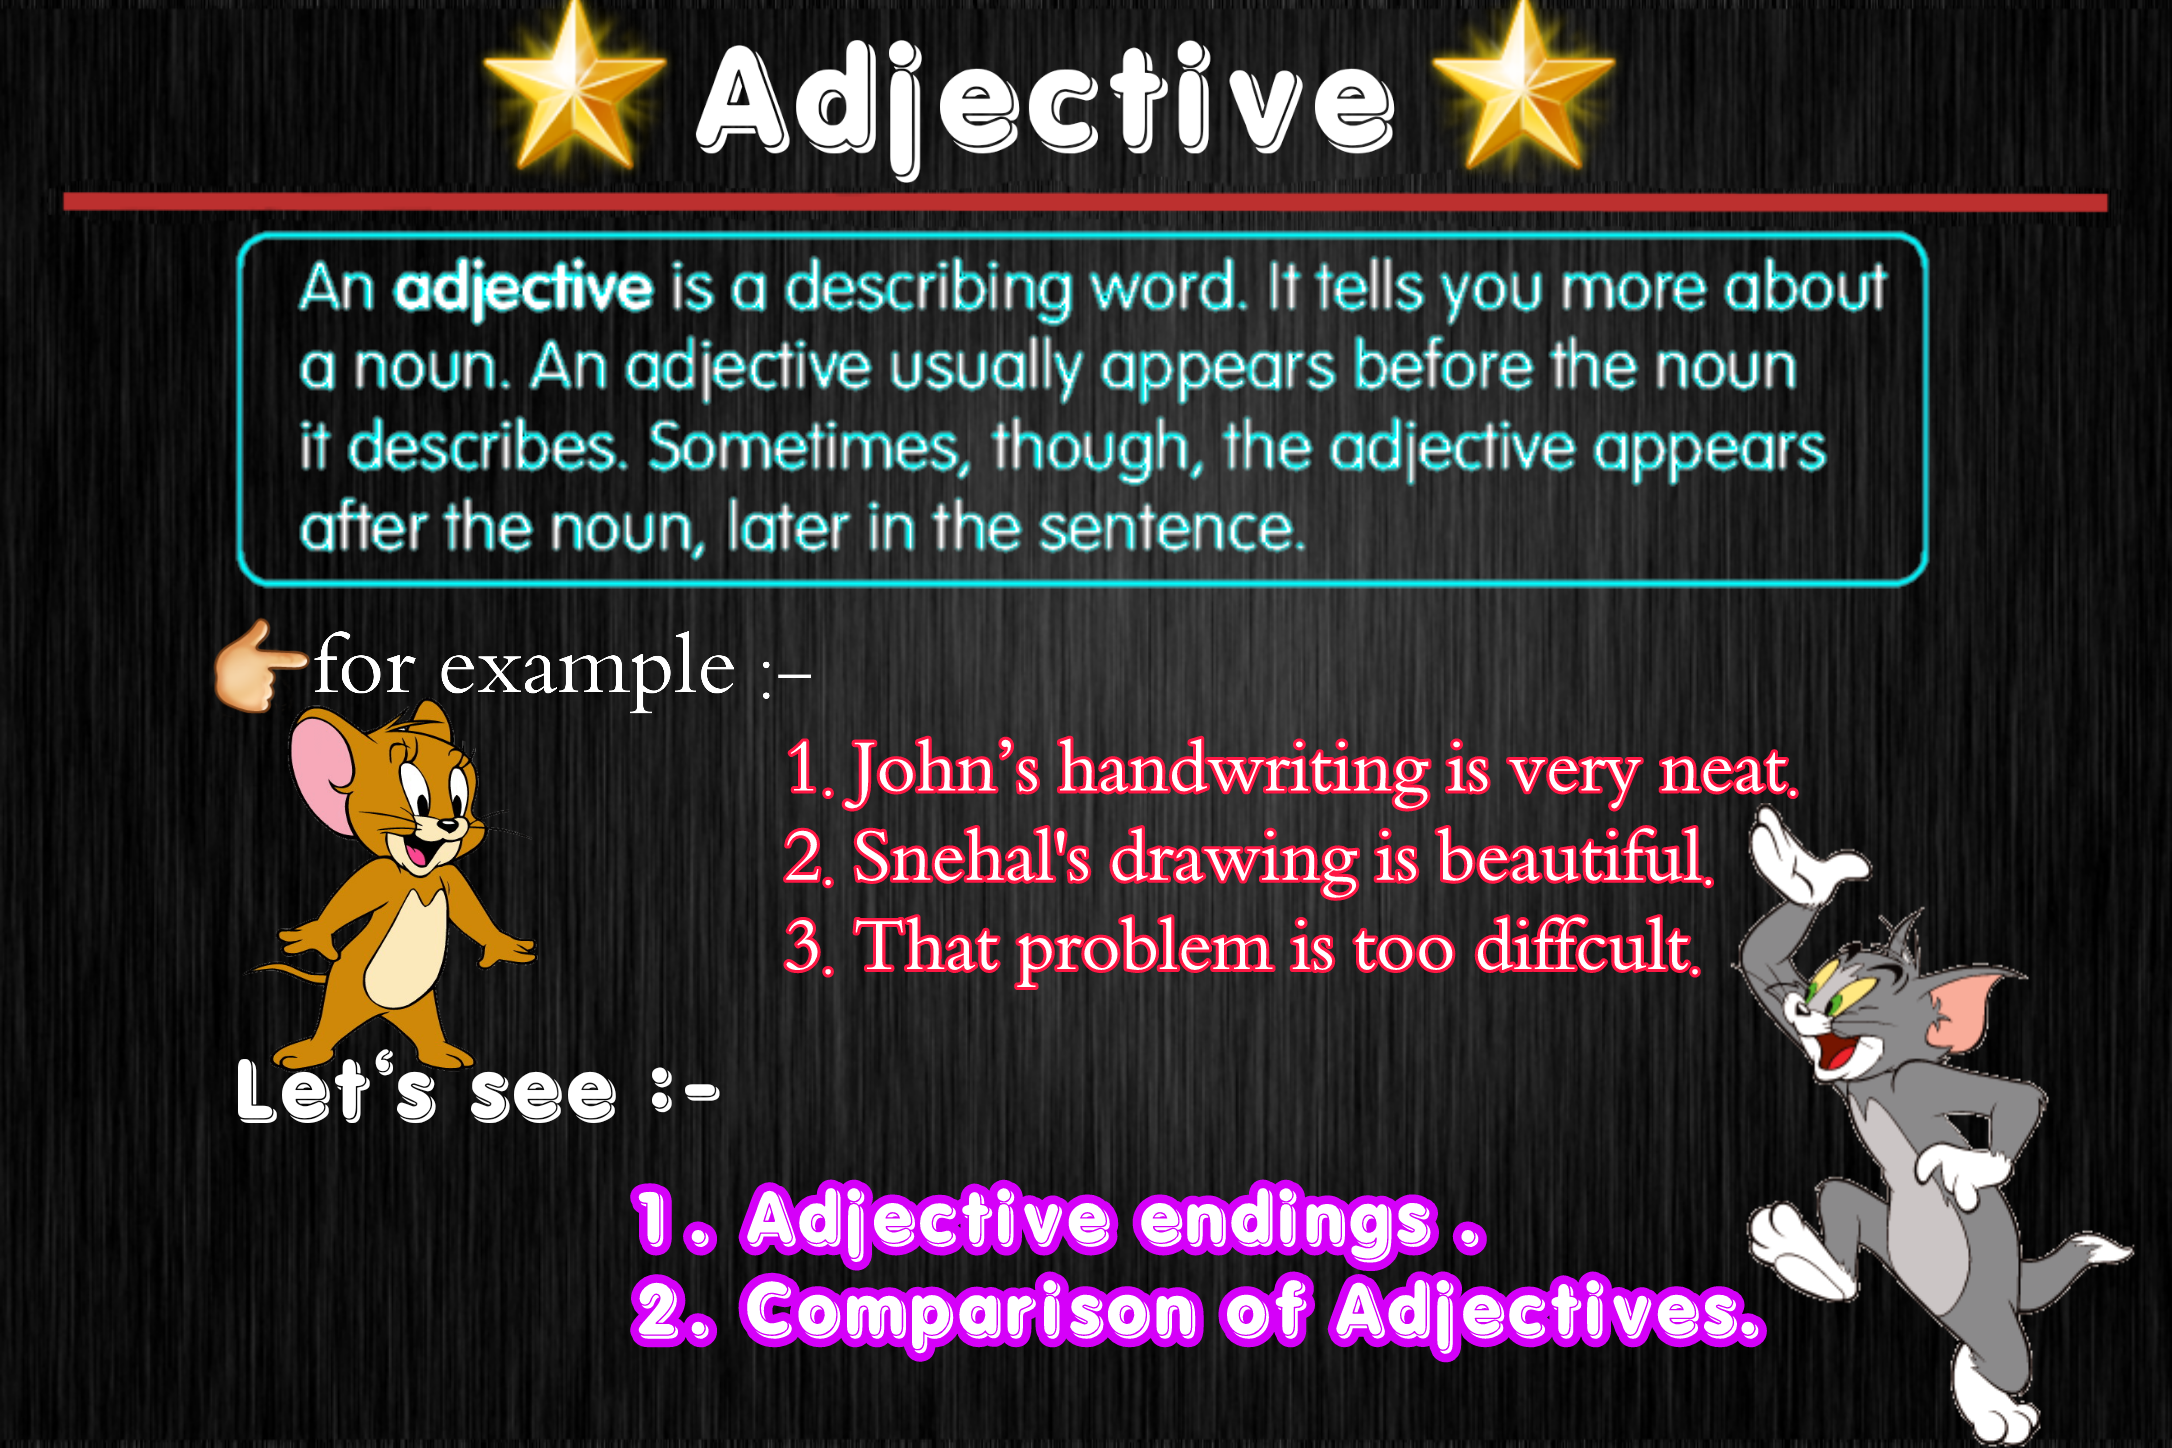 Adjective
An adjective is a describing word. It tells you more about
a noun. An adjective usually appears before the noun
it describes. Sometimes, though, the adjective appears
after the noun, later in the sentence.
for example :–
1. John’s handwriting is very neat.
2. Snehal's drawing is beautiful.
3. That problem is too diffcult.
Let‘s see :-
1. Adjective endings .
2. Comparison of Adjectives.